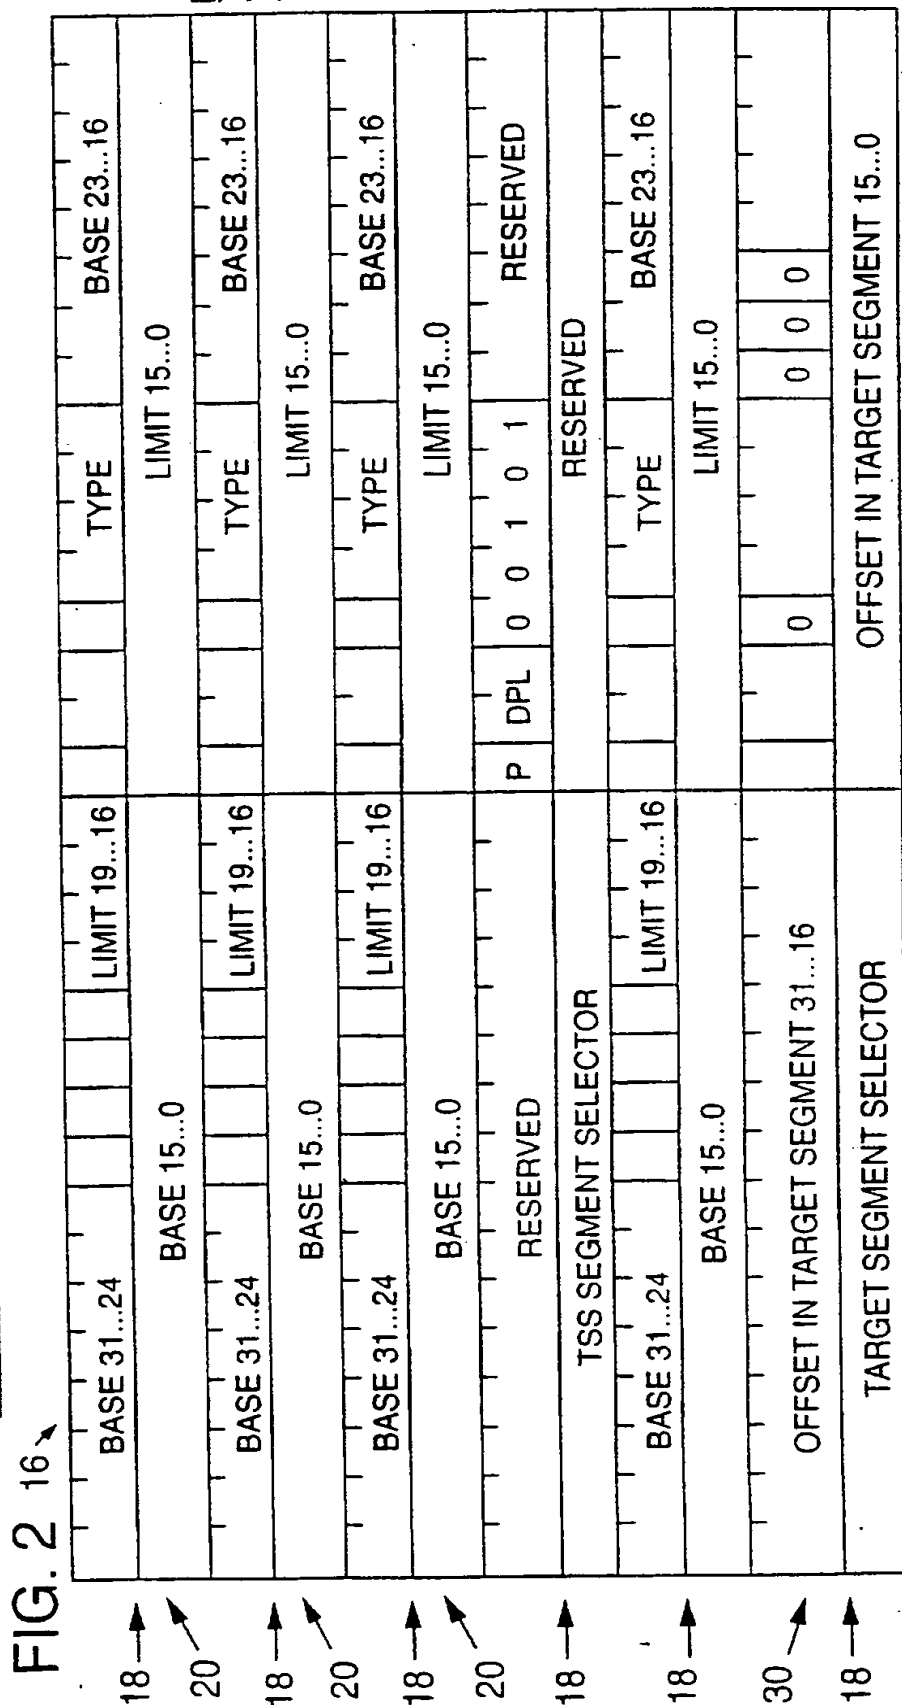 FIG. 2 16
BASE 31...24 LIMIT 19...16 TYPE BASE 23...16
18
BASE 15...0 LIMIT 15...0
20
BASE 31...24 LIMIT 19...16 TYPE BASE 23...16
18
BASE 15...0 LIMIT 15...0
20
BASE 31...24 LIMIT 19...16 TYPE BASE 23...16
18
BASE 15...0 LIMIT 15...0
20
RESERVED P DPL 0 0 1 0 1 RESERVED
18
TSS SEGMENT SELECTOR RESERVED
BASE 31...24 LIMIT 19...16 TYPE BASE 23...16
18
BASE 15...0 LIMIT 15...0
30
OFFSET IN TARGET SEGMENT 31...16 0 0 0 0
18
TARGET SEGMENT SELECTOR OFFSET IN TARGET SEGMENT 15...0